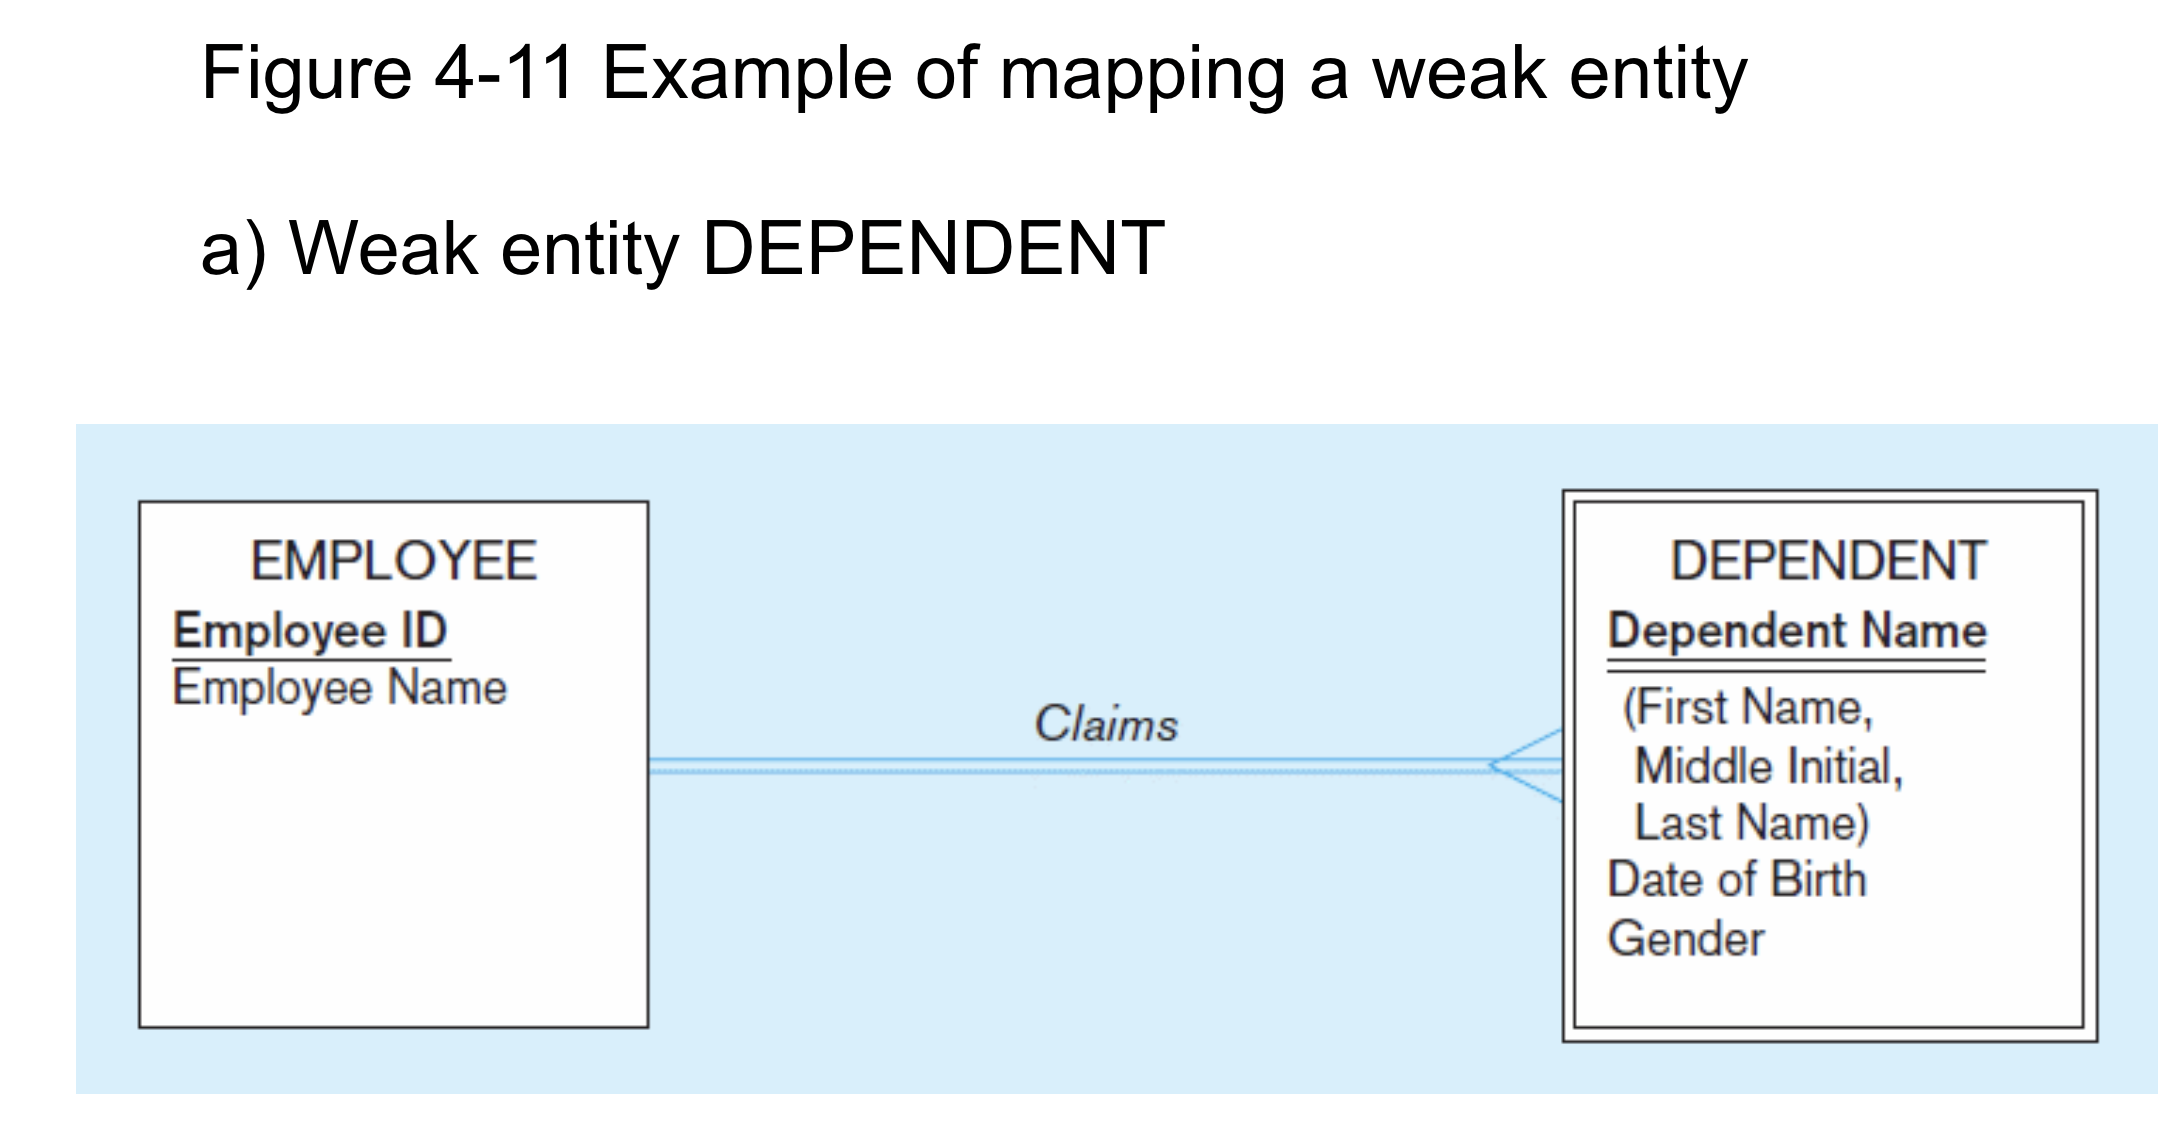 Figure 4-11 Example of mapping a weak entity
a) Weak entity DEPENDENT
EMPLOYEE
Employee ID
Employee Name
Claims
DEPENDENT
Dependent Name
(First Name,
Middle Initial,
Last Name)
Date of Birth
Gender